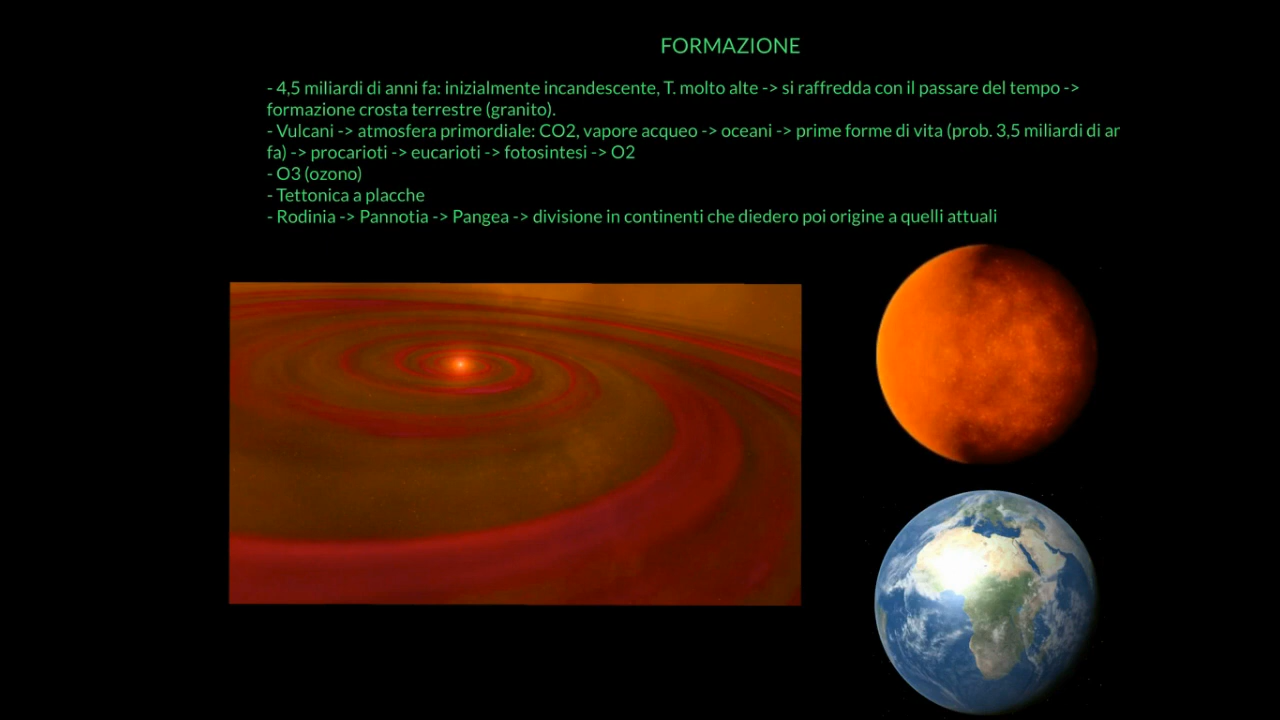 FORMAZIONE
- 4,5 miliardi di anni fa: inizialmente incandescente, T. molto alte -> si raffredda con il passare del tempo ->
formazione crosta terrestre (granito).
- Vulcani -> atmosfera primordiale: CO2, vapore acqueo -> oceani -> prime forme di vita (prob. 3,5 miliardi di
fa) -> procarioti -> eucarioti -> fotosintesi -> O2
- O3 (ozono)
- Tettonica a placche
- Rodinia -> Pannotia -> Pangea -> divisione in continenti che diedero poi origine a quelli attuali